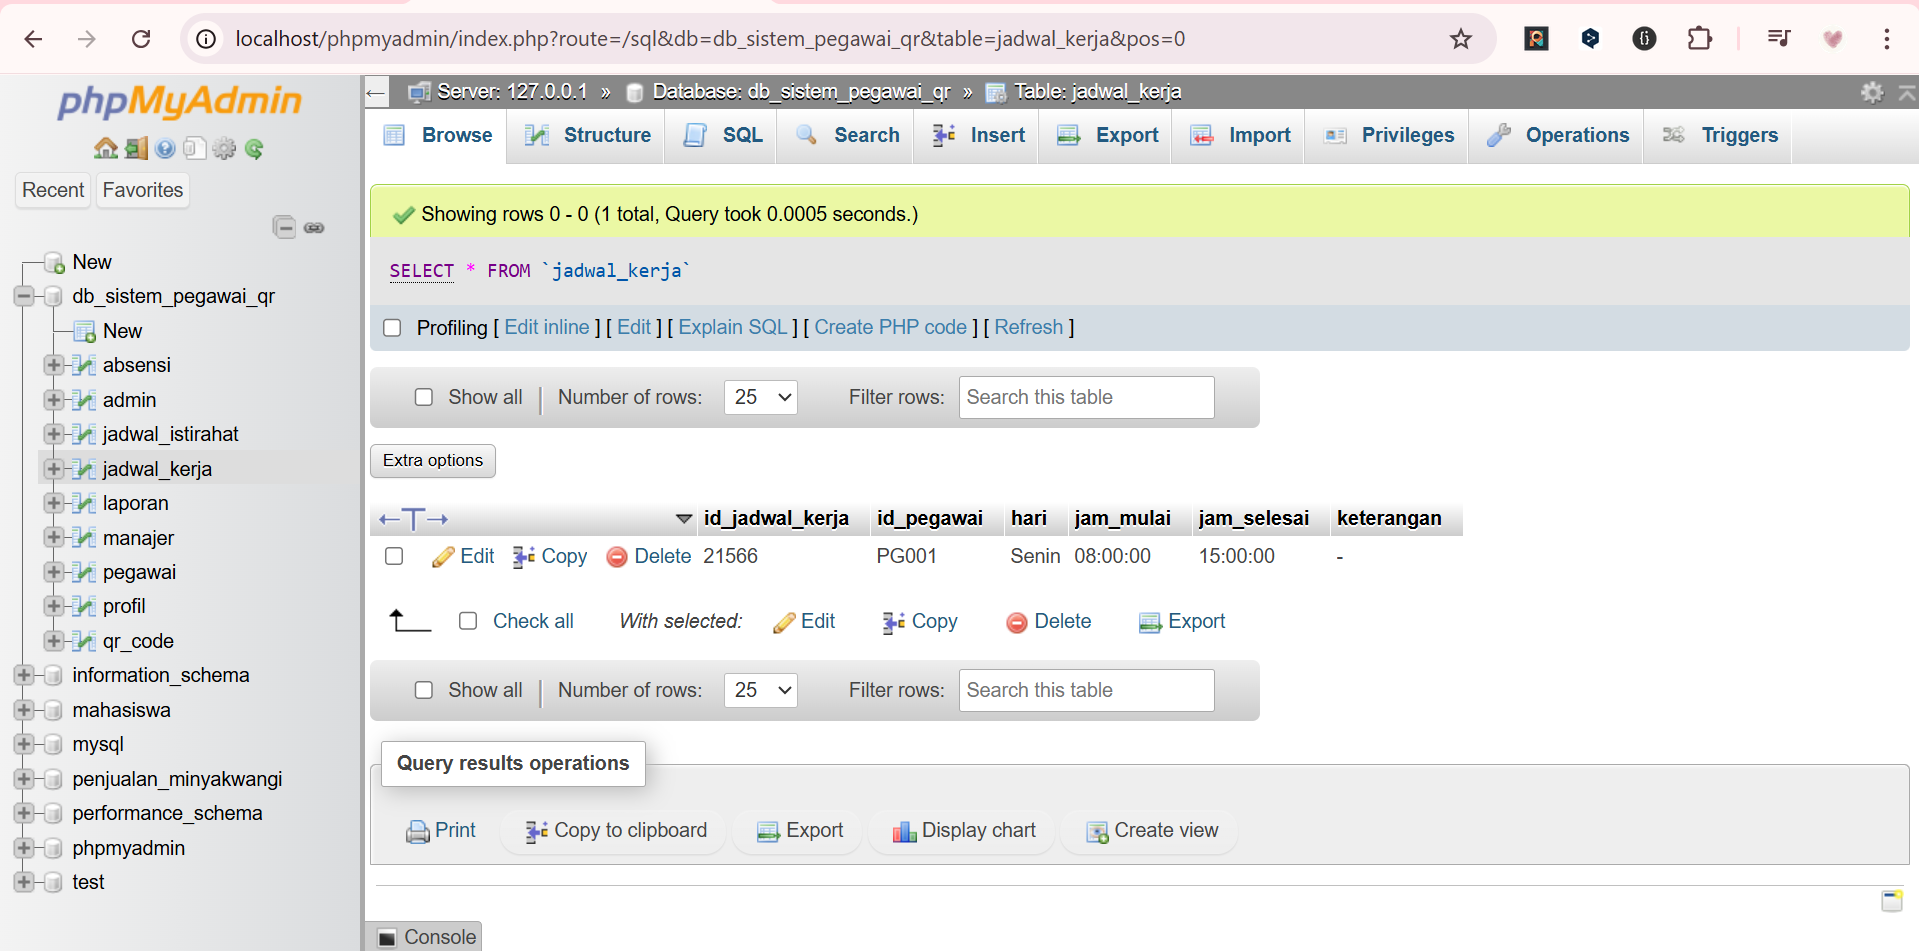 localhost/phpmyadmin/index.php?route=/sql&db=db_sistem_pegawai_qr&table=jadwal_kerja&pos=0
phpMyAdmin
Recent Favorites
New
db_sistem_pegawai_qr
New
absensi
admin
jadwal_istirahat
jadwal_kerja
laporan
manajer
pegawai
profil
qr_code
information_schema
mahasiswa
mysql
penjualan_minyakwangi
performance_schema
phpmyadmin
test
Server: 127.0.0.1 » Database: db_sistem_pegawai_qr » Table: jadwal_kerja
Browse Structure SQL Search Insert Export Import Privileges Operations Triggers
Showing rows 0 - 0 (1 total, Query took 0.0005 seconds.)
SELECT * FROM `jadwal_kerja`
Profiling [ Edit inline ] [ Edit ] [ Explain SQL ] [ Create PHP code ] [ Refresh ]
Show all Number of rows: 25 Filter rows: Search this table
Extra options
id_jadwal_kerja id_pegawai hari jam_mulai jam_selesai keterangan
Edit Copy Delete 21566 PG001 Senin 08:00:00 15:00:00 -
Check all With selected: Edit Copy Delete Export
Show all Number of rows: 25 Filter rows: Search this table
Query results operations
Print Copy to clipboard Export Display chart Create view
Console